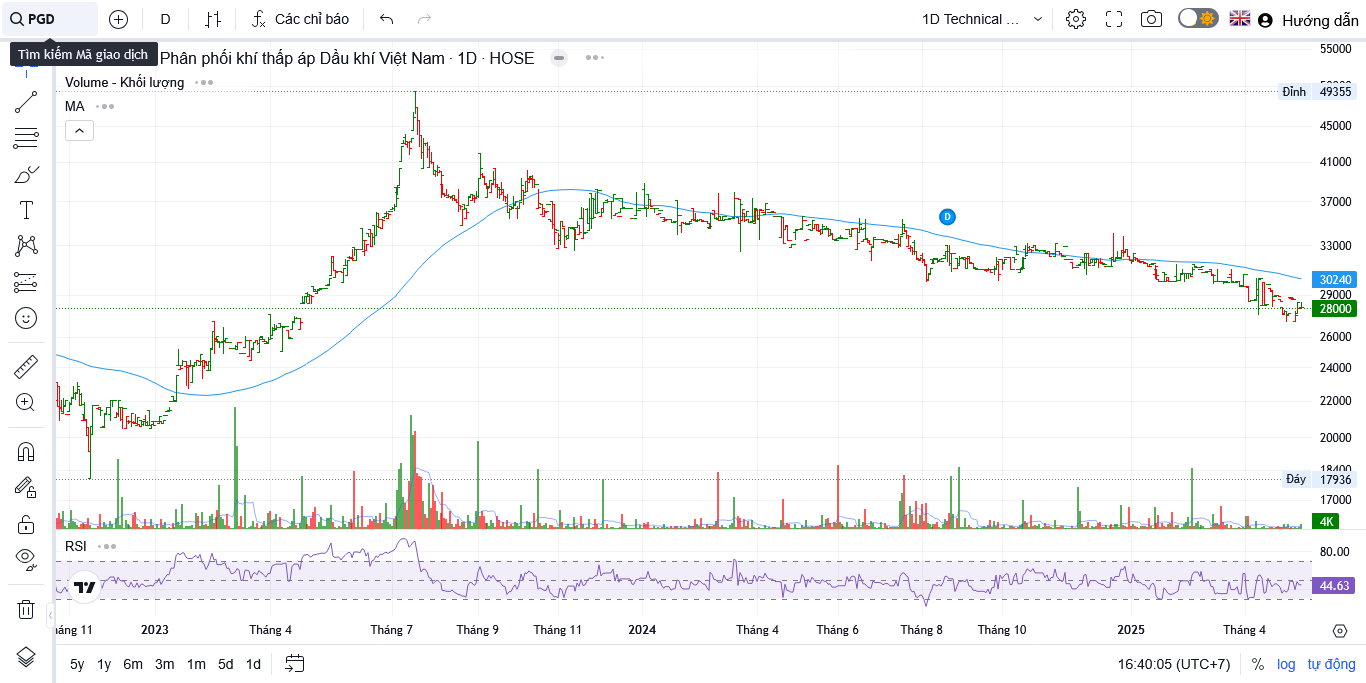 PGD
D
Các chỉ báo
1D Technical ...
Hướng dẫn
Tìm kiếm Mã giao dịch
Phân phối khí thấp áp Dầu khí Việt Nam · 1D · HOSE
Volume - Khối lượng
MA
55000
Đỉnh 49355
45000
41000
37000
D
33000
30240
29000
28000
26000
24000
22000
20000
18400
Đáy 17936
17000
4K
RSI
80.00
44.63
2023
Tháng 4
Tháng 7
Tháng 9
Tháng 11
2024
Tháng 4
Tháng 6
Tháng 8
Tháng 10
2025
Tháng 4
5y 1y 6m 3m 1m 5d 1d
16:40:05 (UTC+7)
% log tự động